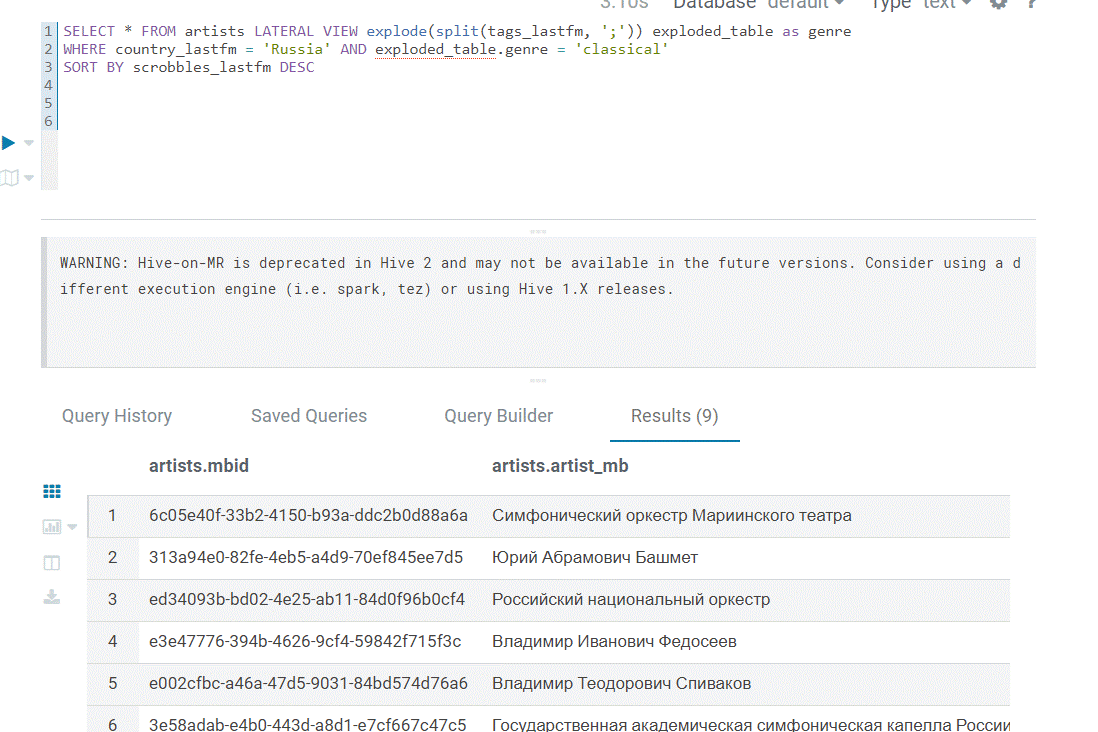 3.10s Database default Type text ?
1 SELECT * FROM artists LATERAL VIEW explode(split(tags_lastfm, ';')) exploded_table as genre
2 WHERE country_lastfm = 'Russia' AND exploded_table.genre = 'classical'
3 SORT BY scrobbles_lastfm DESC
4
5
6
WARNING: Hive-on-MR is deprecated in Hive 2 and may not be available in the future versions. Consider using a d
ifferent execution engine (i.e. spark, tez) or using Hive 1.X releases.
Query History Saved Queries Query Builder Results (9)
artists.mbid artists.artist_mb
1 6c05e40f-33b2-4150-b93a-ddc2b0d88a6a Симфонический оркестр Мариинского театра
2 313a94e0-82fe-4eb5-a4d9-70ef845ee7d5 Юрий Абрамович Башмет
3 ed34093b-bd02-4e25-ab11-84d0f96b0cf4 Российский национальный оркестр
4 e3e47776-394b-4626-9cf4-59842f715f3c Владимир Иванович Федосеев
5 e002cfbc-a46a-47d5-9031-84bd574d76a6 Владимир Теодорович Спиваков
6 3e58adab-e4b0-443d-a8d1-e7cf667c47c5 Государственная академическая симфоническая капелла России